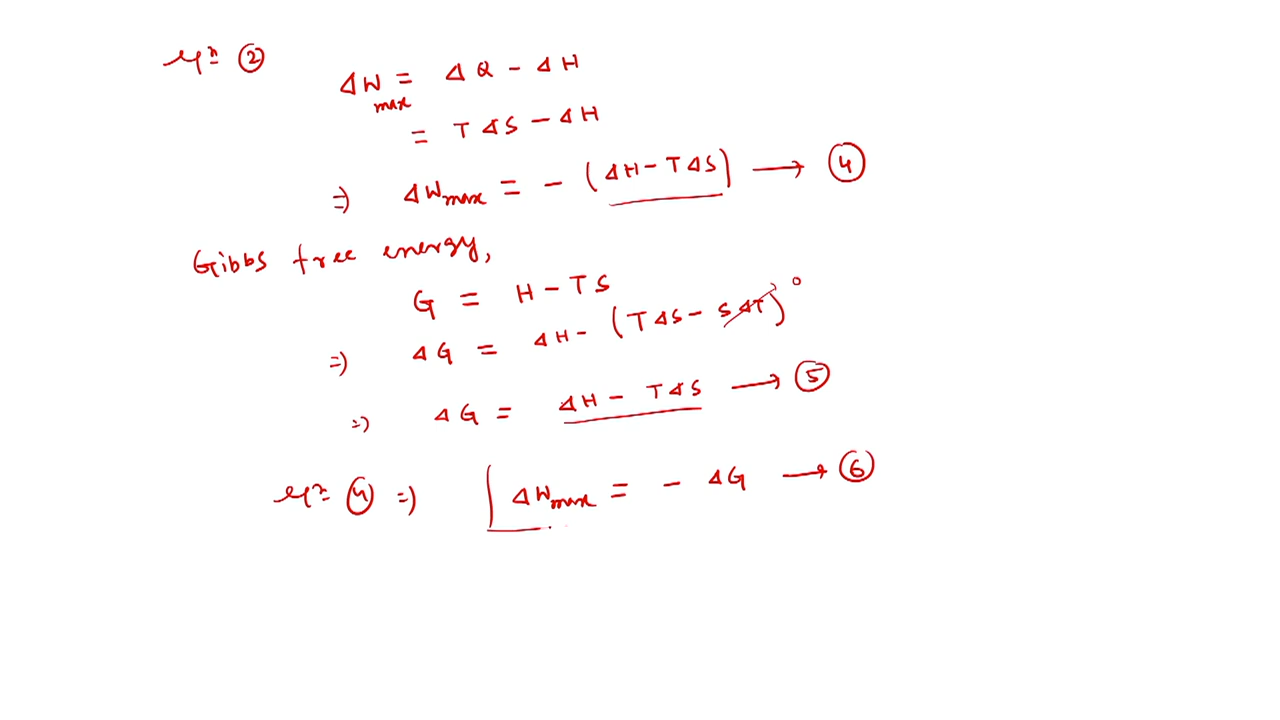 eqn ②
ΔW max = ΔQ - ΔH
= TΔS - ΔH
⇒ ΔWmax = - (ΔH - TΔS) → ④
Gibbs free energy,
G = H - TS
⇒ ΔG = ΔH - (TΔS - SΔT) 0
⇒ ΔG = ΔH - TΔS → ⑤
eqn ④ ⇒ ΔWmax = - ΔG → ⑥